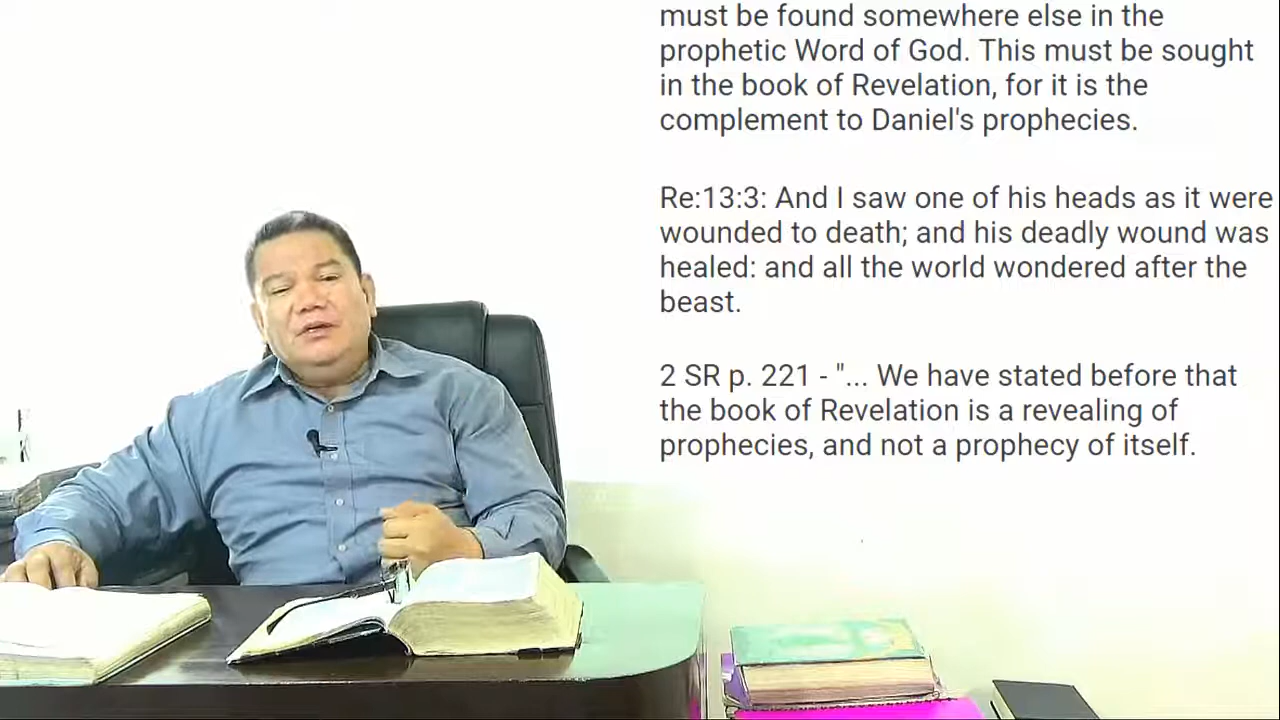 must be found somewhere else in the
prophetic Word of God. This must be sought
in the book of Revelation, for it is the
complement to Daniel's prophecies.
Re:13:3: And I saw one of his heads as it were
wounded to death; and his deadly wound was
healed: and all the world wondered after the
beast.
2 SR p. 221 - "... We have stated before that
the book of Revelation is a revealing of
prophecies, and not a prophecy of itself.